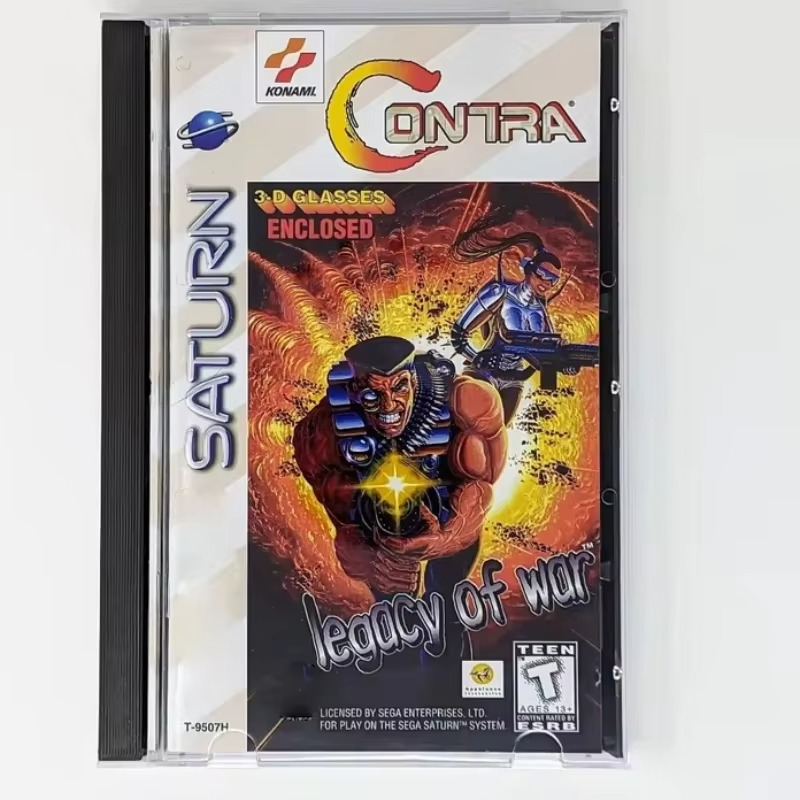 KONAMI
CONTRA®
SATURN
3-D GLASSES
ENCLOSED
legacy of war™
TEEN
T
AGES 13+
CONTENT RATED BY
ESRB
LICENSED BY SEGA ENTERPRISES, LTD.
FOR PLAY ON THE SEGA SATURN™ SYSTEM.
T-9507H